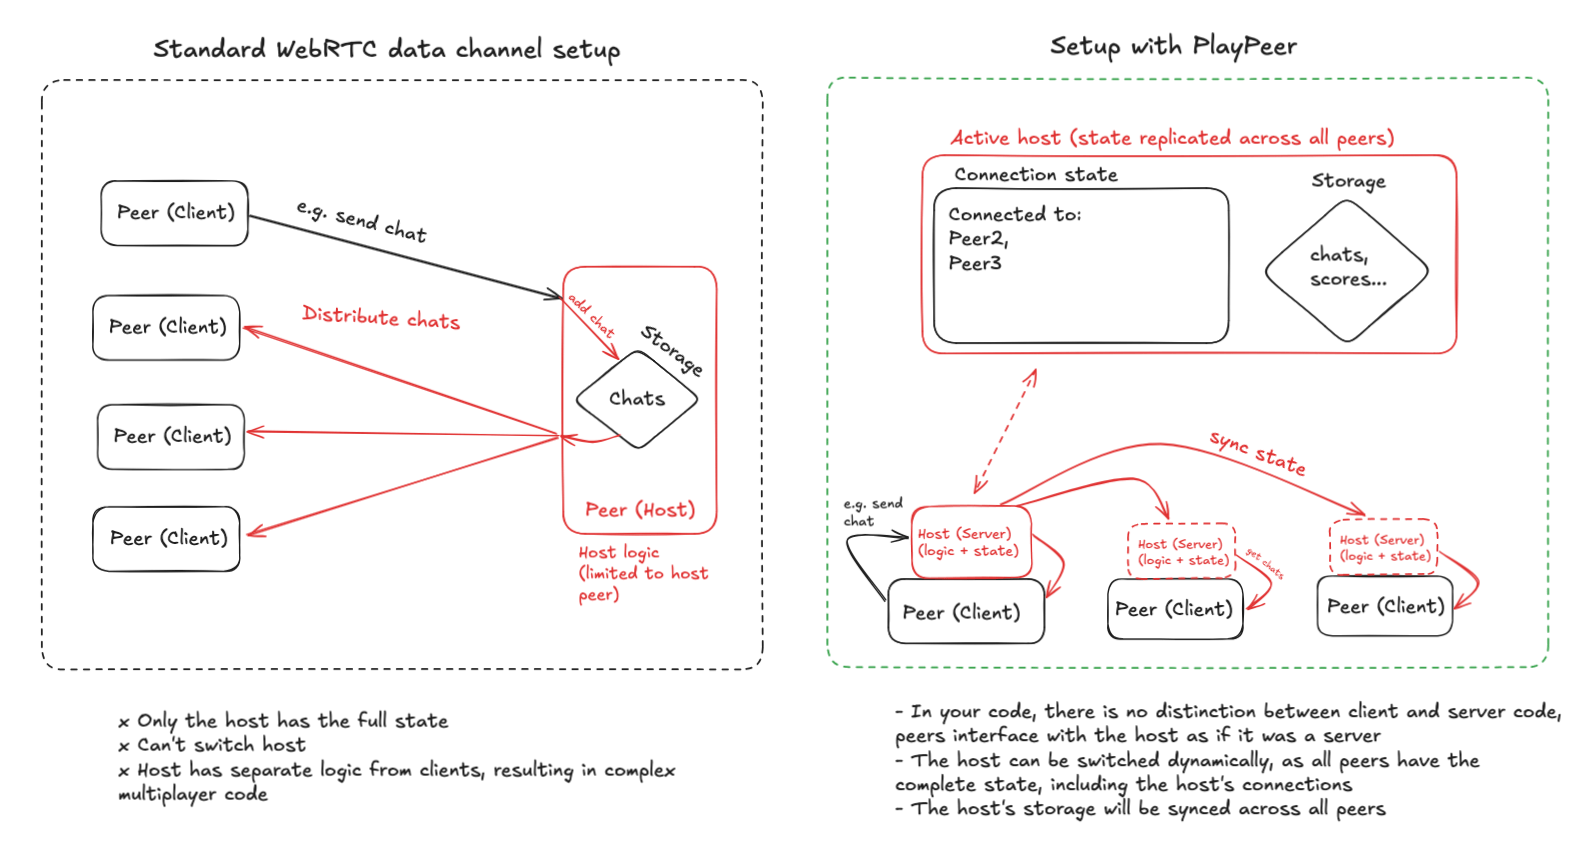 Standard WebRTC data channel setup
Peer (Client)
e.g. send chat
Peer (Client)
Distribute chats
add chat
Storage
Chats
Peer (Client)
Peer (Client)
Peer (Host)
Host logic
(limited to host
peer)
x Only the host has the full state
x Can't switch host
x Host has separate logic from clients, resulting in complex
multiplayer code
Setup with PlayPeer
Active host (state replicated across all peers)
Connection state
Connected to:
Peer2,
Peer3
Storage
chats,
scores...
sync state
e.g. send
chat
Host (Server)
(logic + state)
Peer (Client)
Host (Server)
(logic + state)
get chats
Peer (Client)
Host (Server)
(logic + state)
Peer (Client)
- In your code, there is no distinction between client and server code,
peers interface with the host as if it was a server
- The host can be switched dynamically, as all peers have the
complete state, including the host's connections
- The host's storage will be synced across all peers